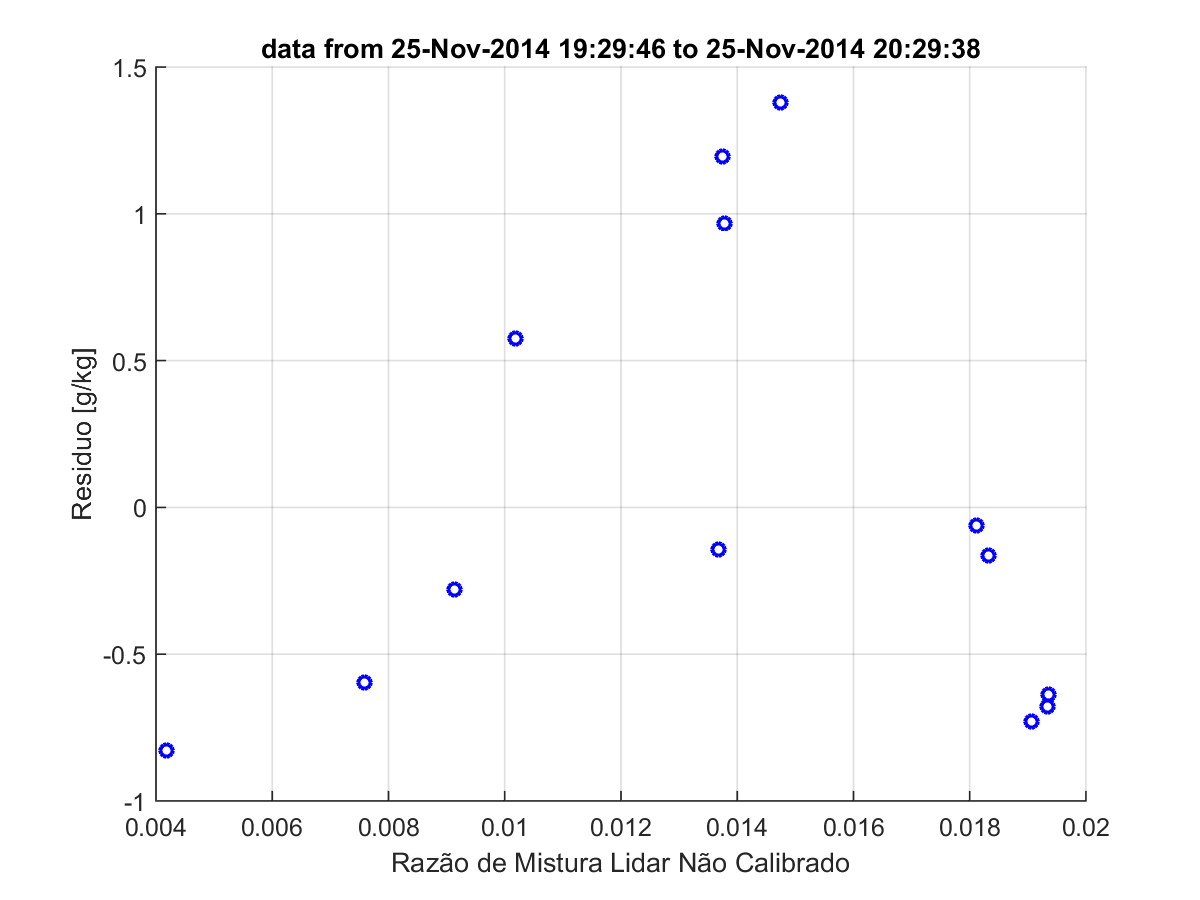 data from 25-Nov-2014 19:29:46 to 25-Nov-2014 20:29:38
1.5
1
0.5
0
-0.5
-1
Residuo [g/kg]
0.004 0.006 0.008 0.01 0.012 0.014 0.016 0.018 0.02
Razão de Mistura Lidar Não Calibrado